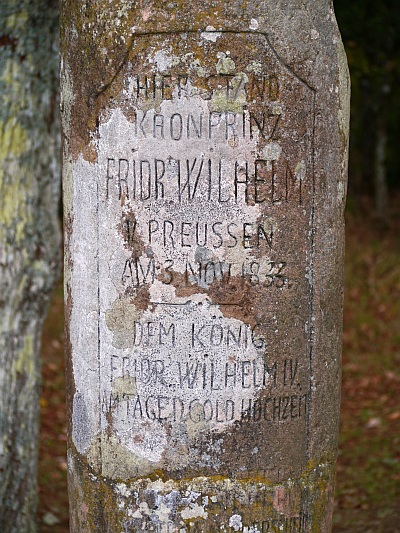 HIER STAND
KRONPRINZ
FRIDR. WILHELM
V. PREUSSEN
AM 3. NOV. 1833.
DEM KÖNIG
FRIDR. WILHELM IV.
AM TAGE D. GOLD. HOCHZEIT